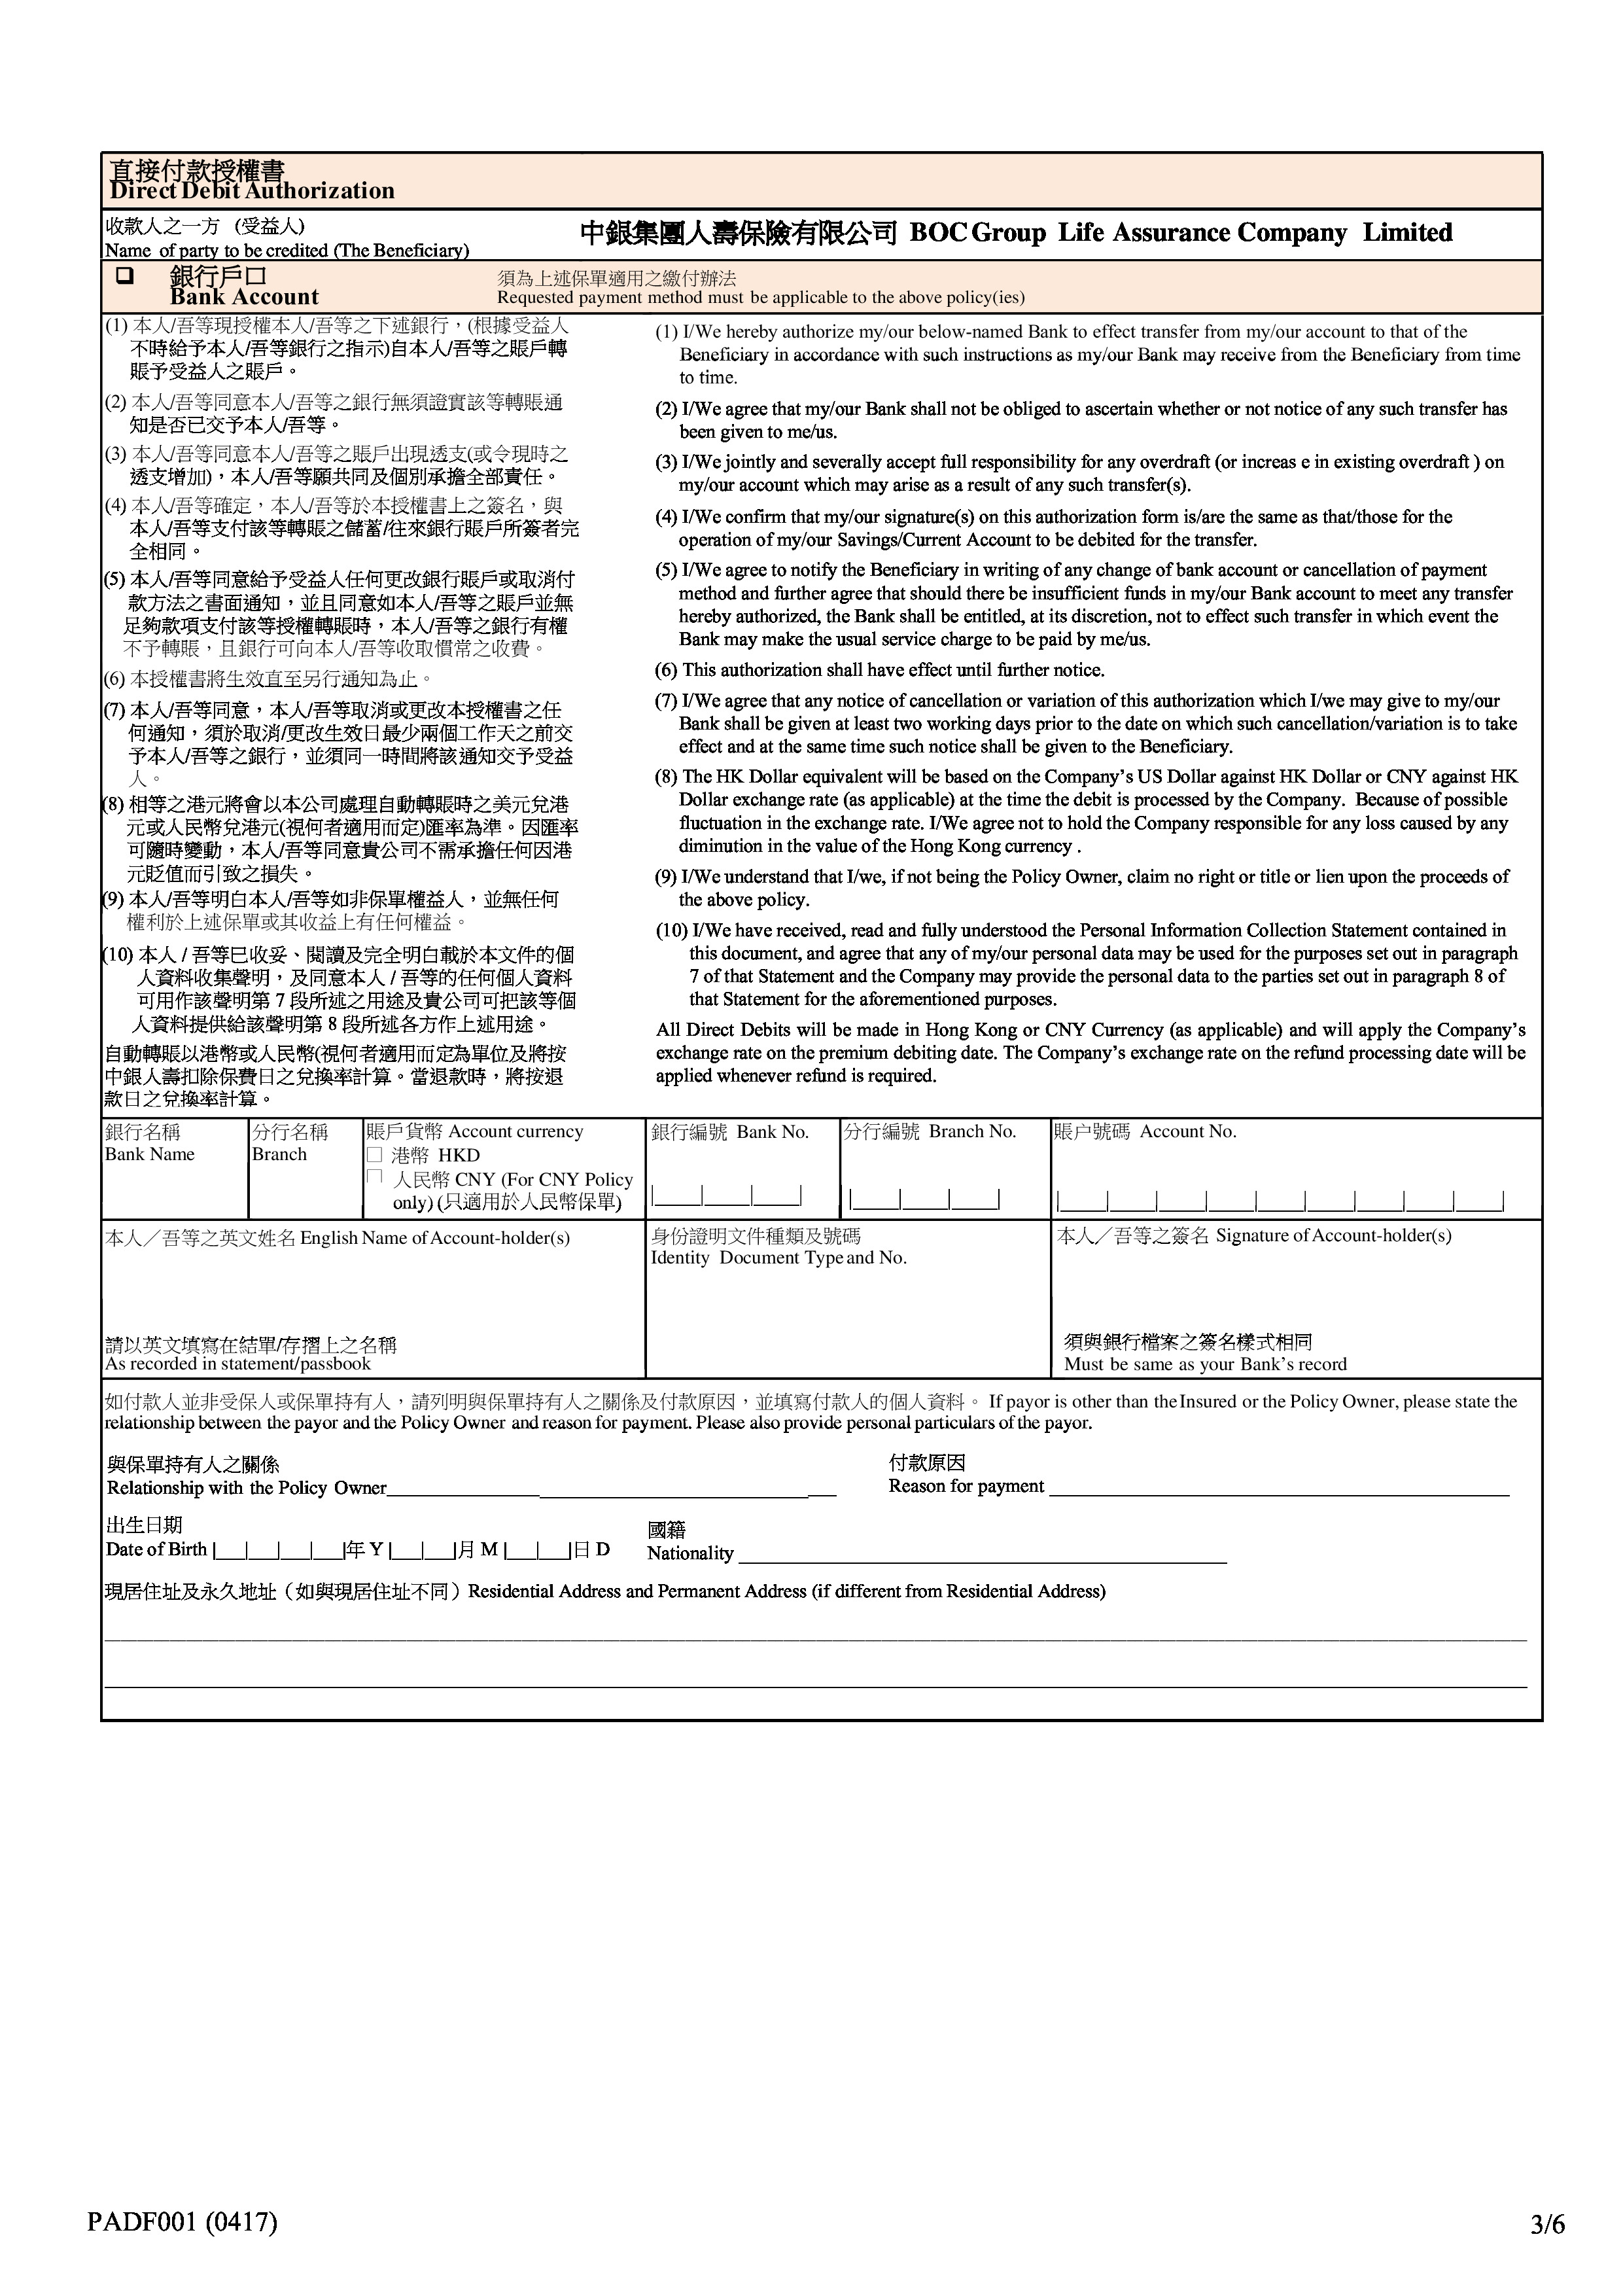 直接付款授權書
Direct Debit Authorization
收款人之一方 (受益人)
Name of party to be credited (The Beneficiary)
中銀集團人壽保險有限公司 BOC Group Life Assurance Company Limited
銀行戶口
Bank Account
須為上述保單適用之繳付辦法
Requested payment method must be applicable to the above policy(ies)
(1) 本人/吾等現授權本人/吾等之下述銀行，(根據受益人
不時給予本人/吾等銀行之指示)自本人/吾等之賬戶轉
賬予受益人之賬戶。
(2) 本人/吾等同意本人/吾等之銀行無須證實該等轉賬通
知是否已交予本人/吾等。
(3) 本人/吾等同意本人/吾等之賬戶出現透支(或令現時之
透支增加)，本人/吾等願共同及個別承擔全部責任。
(4) 本人/吾等確定，本人/吾等於本授權書上之簽名，與
本人/吾等支付該等轉賬之儲蓄/往來銀行賬戶所簽者完
全相同。
(5) 本人/吾等同意給予受益人任何更改銀行賬戶或取消付
款方法之書面通知，並且同意如本人/吾等之賬戶並無
足夠款項支付該等授權轉賬時，本人/吾等之銀行有權
不予轉賬，且銀行可向本人/吾等收取慣常之收費。
(6) 本授權書將生效直至另行通知為止。
(7) 本人/吾等同意，本人/吾等取消或更改本授權書之任
何通知，須於取消/更改生效日最少兩個工作天之前交
予本人/吾等之銀行，並須同一時間將該通知交予受益
人。
(8) 相等之港元將會以本公司處理自動轉賬時之美元兌港
元或人民幣兌港元(視何者適用而定)匯率為準。因匯率
可隨時變動，本人/吾等同意貴公司不需承擔任何因港
元貶值而引致之損失。
(9) 本人/吾等明白本人/吾等如非保單權益人，並無任何
權利於上述保單或其收益上有任何權益。
(10) 本人 / 吾等已收妥、閱讀及完全明白載於本文件的個
人資料收集聲明，及同意本人 / 吾等的任何個人資料
可用作該聲明第 7 段所述之用途及貴公司可把該等個
人資料提供給該聲明第 8 段所述各方作上述用途。
自動轉賬以港幣或人民幣(視何者適用而定為單位及將按
中銀人壽扣除保費日之兌換率計算。當退款時，將按退
款日之兌換率計算。
(1) I/We hereby authorize my/our below-named Bank to effect transfer from my/our account to that of the
Beneficiary in accordance with such instructions as my/our Bank may receive from the Beneficiary from time
to time.
(2) I/We agree that my/our Bank shall not be obliged to ascertain whether or not notice of any such transfer has
been given to me/us.
(3) I/We jointly and severally accept full responsibility for any overdraft (or increas e in existing overdraft ) on
my/our account which may arise as a result of any such transfer(s).
(4) I/We confirm that my/our signature(s) on this authorization form is/are the same as that/those for the
operation of my/our Savings/Current Account to be debited for the transfer.
(5) I/We agree to notify the Beneficiary in writing of any change of bank account or cancellation of payment
method and further agree that should there be insufficient funds in my/our Bank account to meet any transfer
hereby authorized, the Bank shall be entitled, at its discretion, not to effect such transfer in which event the
Bank may make the usual service charge to be paid by me/us.
(6) This authorization shall have effect until further notice.
(7) I/We agree that any notice of cancellation or variation of this authorization which I/we may give to my/our
Bank shall be given at least two working days prior to the date on which such cancellation/variation is to take
effect and at the same time such notice shall be given to the Beneficiary.
(8) The HK Dollar equivalent will be based on the Company's US Dollar against HK Dollar or CNY against HK
Dollar exchange rate (as applicable) at the time the debit is processed by the Company. Because of possible
fluctuation in the exchange rate. I/We agree not to hold the Company responsible for any loss caused by any
diminution in the value of the Hong Kong currency .
(9) I/We understand that I/we, if not being the Policy Owner, claim no right or title or lien upon the proceeds of
the above policy.
(10) I/We have received, read and fully understood the Personal Information Collection Statement contained in
this document, and agree that any of my/our personal data may be used for the purposes set out in paragraph
7 of that Statement and the Company may provide the personal data to the parties set out in paragraph 8 of
that Statement for the aforementioned purposes.
All Direct Debits will be made in Hong Kong or CNY Currency (as applicable) and will apply the Company's
exchange rate on the premium debiting date. The Company's exchange rate on the refund processing date will be
applied whenever refund is required.
銀行名稱
Bank Name
分行名稱
Branch
賬戶貨幣 Account currency
□ 港幣 HKD
□ 人民幣 CNY (For CNY Policy
only) (只適用於人民幣保單)
銀行編號 Bank No.
分行編號 Branch No.
賬户號碼 Account No.
本人／吾等之英文姓名 English Name of Account-holder(s)
請以英文填寫在結單/存摺上之名稱
As recorded in statement/passbook
身份證明文件種類及號碼
Identity Document Type and No.
本人／吾等之簽名 Signature of Account-holder(s)
須與銀行檔案之簽名樣式相同
Must be same as your Bank's record
如付款人並非受保人或保單持有人，請列明與保單持有人之關係及付款原因，並填寫付款人的個人資料。 If payor is other than the Insured or the Policy Owner, please state the
relationship between the payor and the Policy Owner and reason for payment. Please also provide personal particulars of the payor.
與保單持有人之關係
Relationship with the Policy Owner
付款原因
Reason for payment
出生日期
Date of Birth 年 Y 月 M 日 D
國籍
Nationality
現居住址及永久地址（如與現居住址不同）Residential Address and Permanent Address (if different from Residential Address)
PADF001 (0417)
3/6